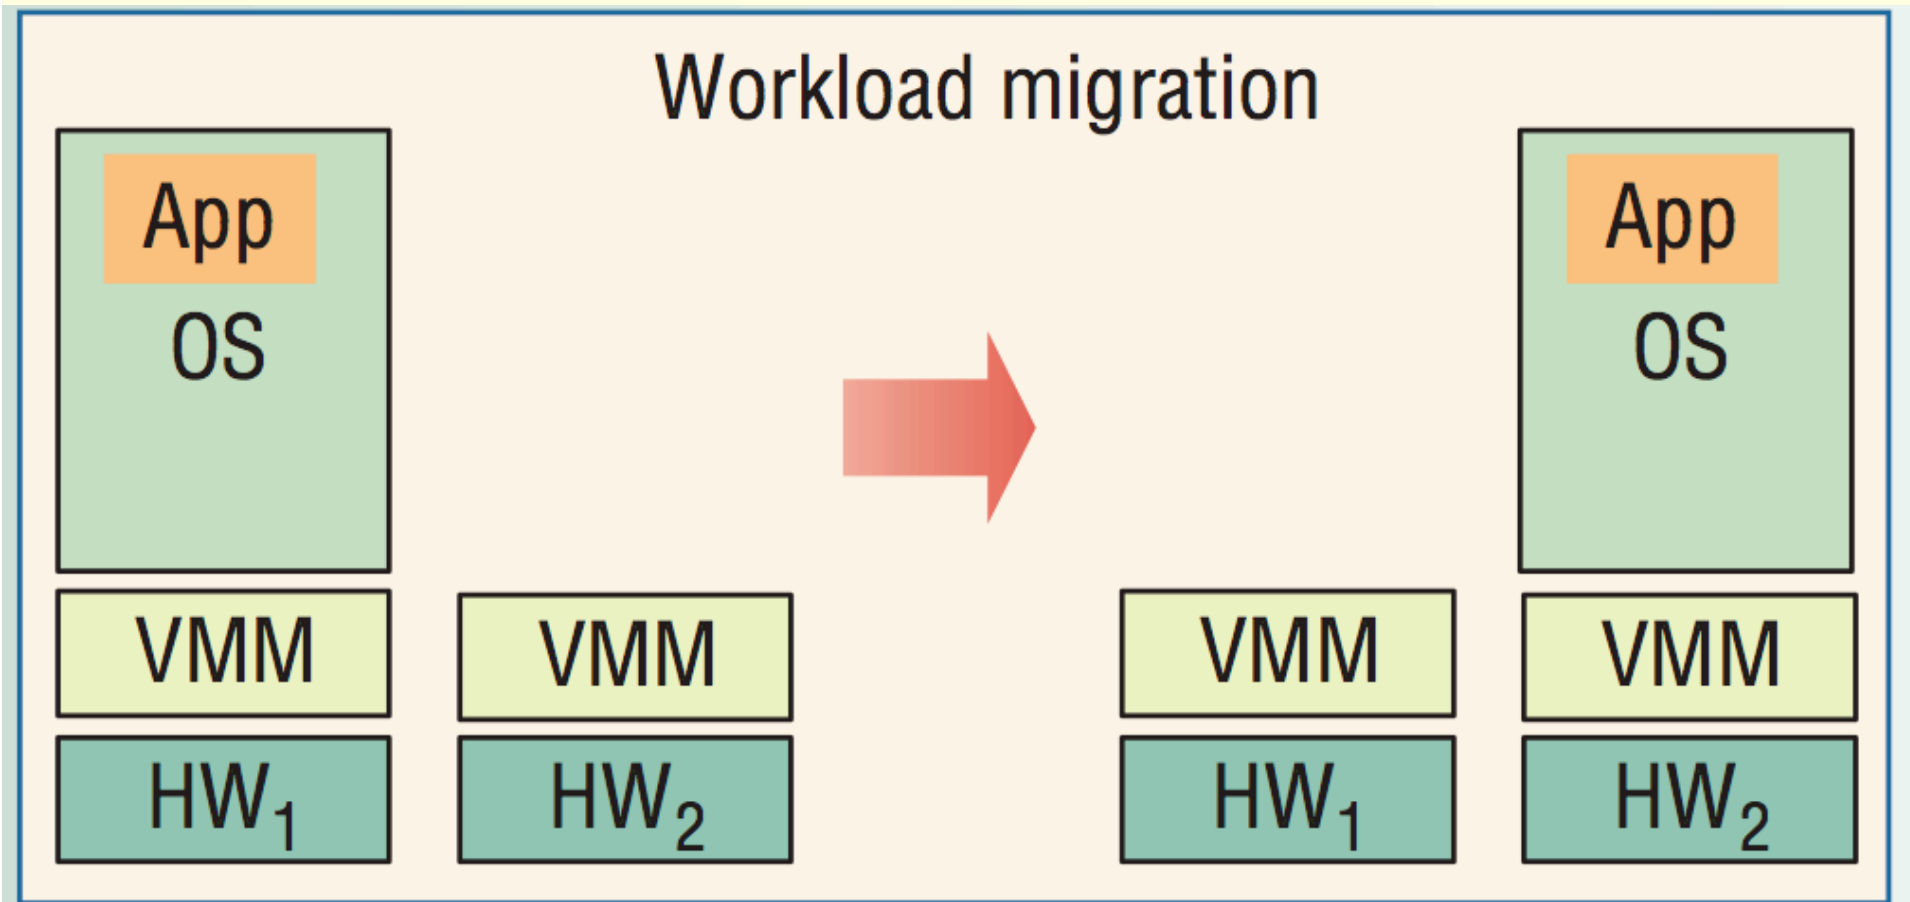 Workload migration
App
OS
VMM
HW₁
VMM
HW₂
App
OS
VMM
HW₁
VMM
HW₂